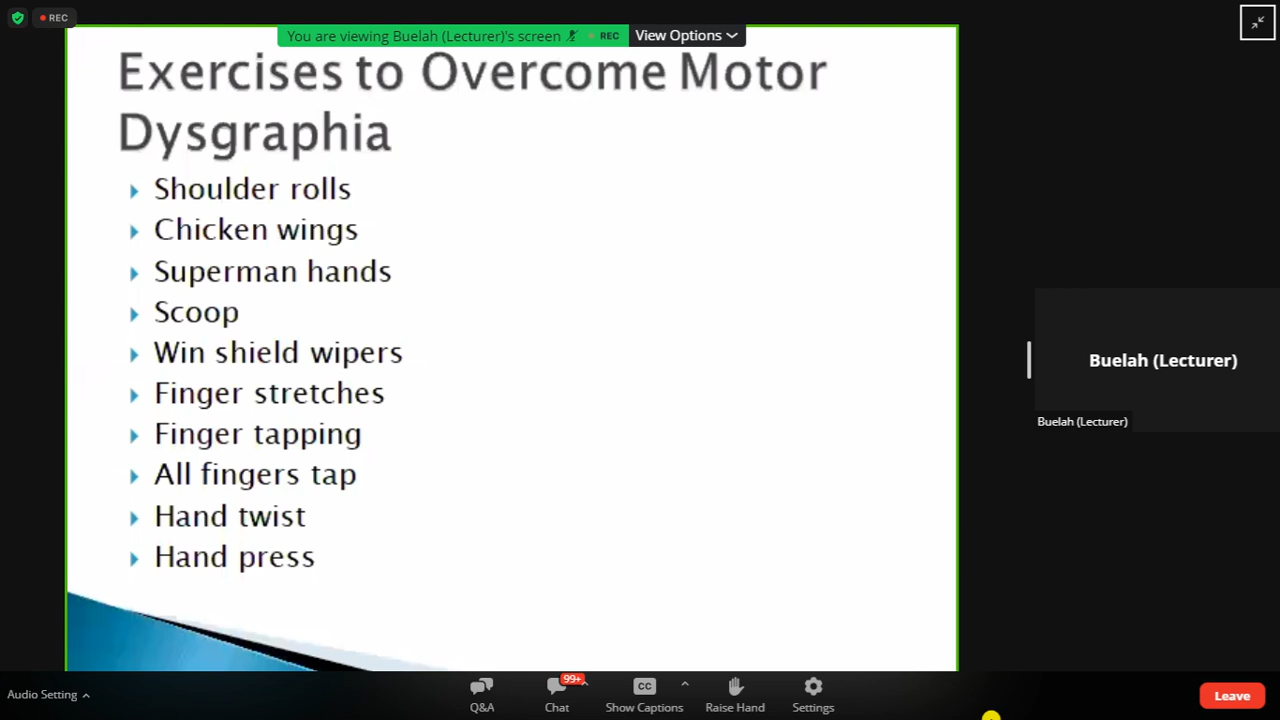 REC
You are viewing Buelah (Lecturer)'s screen
REC
View Options
Exercises to Overcome Motor
Dysgraphia
Shoulder rolls
Chicken wings
Superman hands
Scoop
Win shield wipers
Finger stretches
Finger tapping
All fingers tap
Hand twist
Hand press
Buelah (Lecturer)
Buelah (Lecturer)
Audio Setting
Q&A
99+
Chat
CC
Show Captions
Raise Hand
Settings
Leave